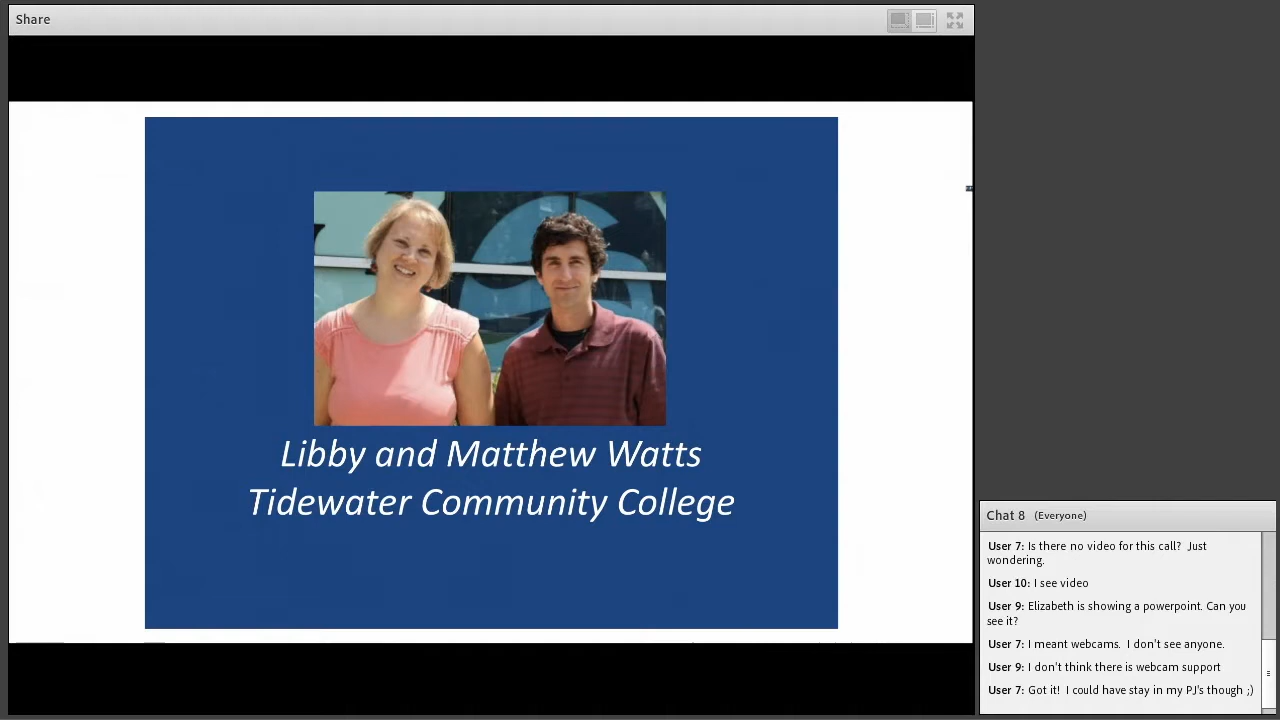 Share
Libby and Matthew Watts
Tidewater Community College
Chat 8 (Everyone)
User 7: Is there no video for this call? Just
wondering.
User 10: I see video
User 9: Elizabeth is showing a powerpoint. Can you
see it?
User 7: I meant webcams. I don't see anyone.
User 9: I don't think there is webcam support
User 7: Got it! I could have stay in my PJ's though ;)